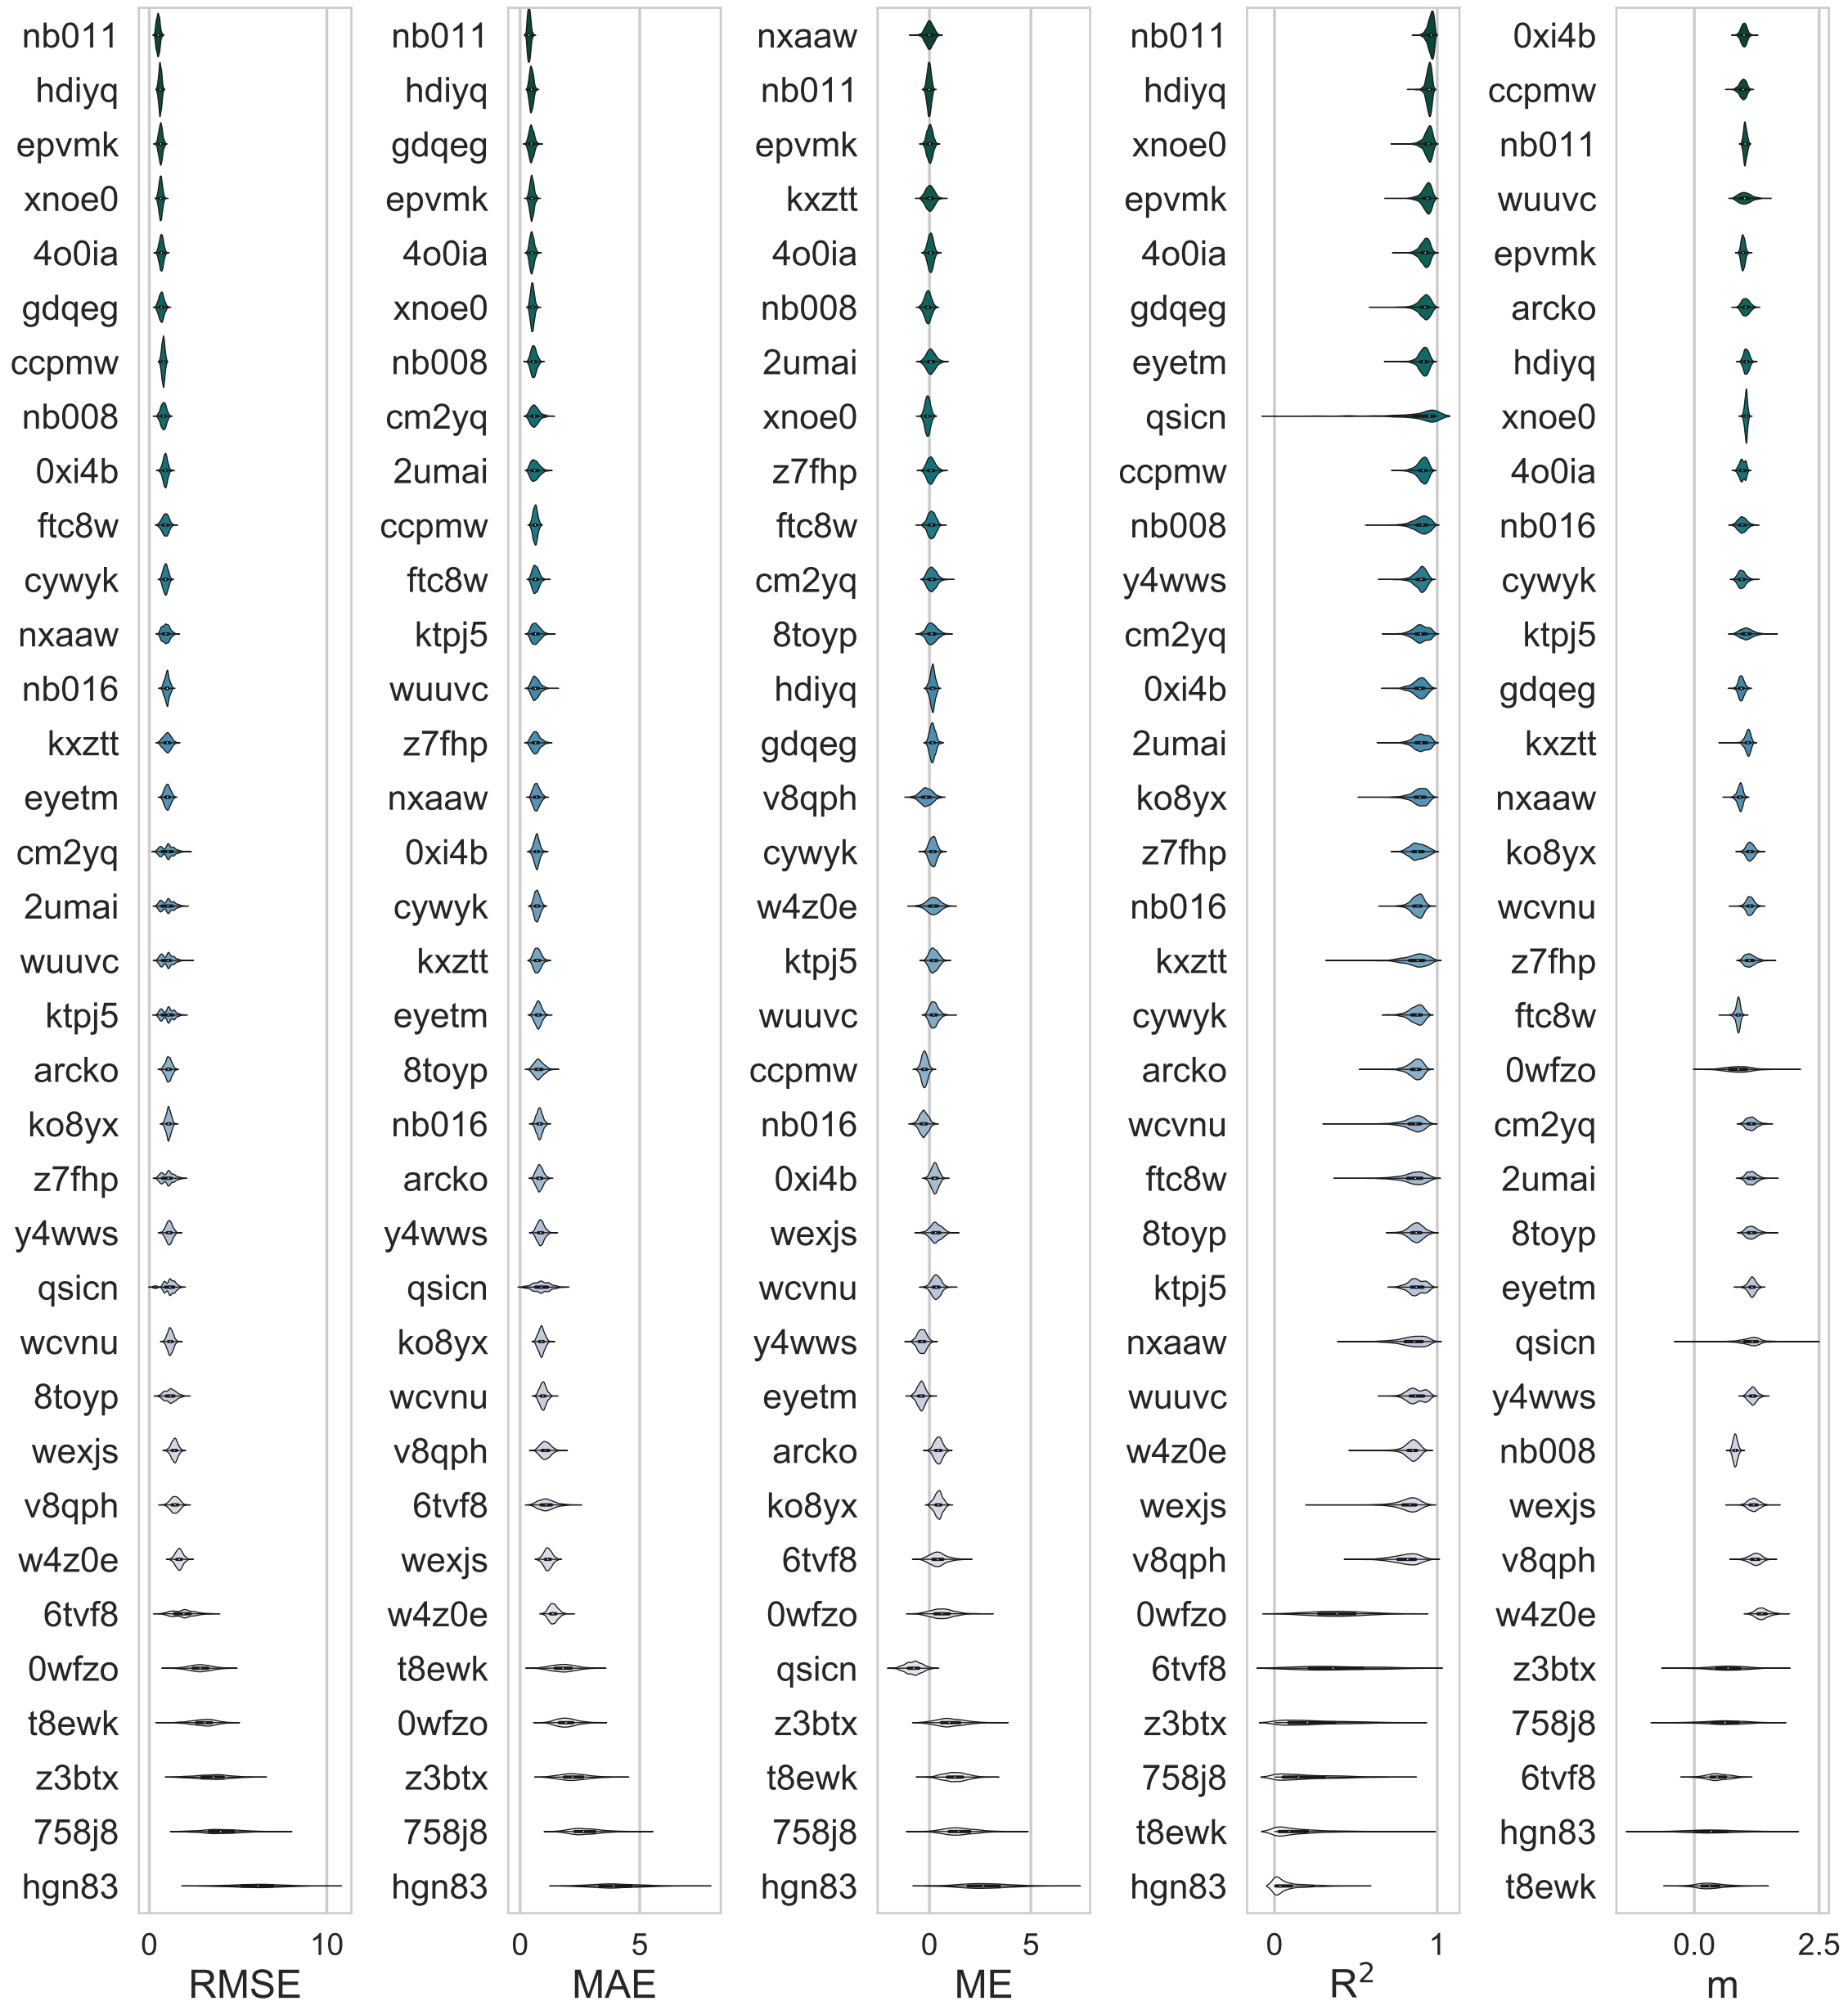 nb011 nb011 nxaaw nb011 0xi4b
hdiyq hdiyq nb011 hdiyq ccpmw
epvmk gdqeg epvmk xnoe0 nb011
xnoe0 epvmk kxztt epvmk wuuvc
4o0ia 4o0ia 4o0ia 4o0ia epvmk
gdqeg xnoe0 nb008 gdqeg arcko
ccpmw nb008 2umai eyetm hdiyq
nb008 cm2yq xnoe0 qsicn xnoe0
0xi4b 2umai z7fhp ccpmw 4o0ia
ftc8w ccpmw ftc8w nb008 nb016
cywyk ftc8w cm2yq y4wws cywyk
nxaaw ktpj5 8toyp cm2yq ktpj5
nb016 wuuvc hdiyq 0xi4b gdqeg
kxztt z7fhp gdqeg 2umai kxztt
eyetm nxaaw v8qph ko8yx nxaaw
cm2yq 0xi4b cywyk z7fhp ko8yx
2umai cywyk w4z0e nb016 wcvnu
wuuvc kxztt ktpj5 kxztt z7fhp
ktpj5 eyetm wuuvc cywyk ftc8w
arcko 8toyp ccpmw arcko 0wfzo
ko8yx nb016 nb016 wcvnu cm2yq
z7fhp arcko 0xi4b ftc8w 2umai
y4wws y4wws wexjs 8toyp 8toyp
qsicn qsicn wcvnu ktpj5 eyetm
wcvnu ko8yx y4wws nxaaw qsicn
8toyp wcvnu eyetm wuuvc y4wws
wexjs v8qph arcko w4z0e nb008
v8qph 6tvf8 ko8yx wexjs wexjs
w4z0e wexjs 6tvf8 v8qph v8qph
6tvf8 w4z0e 0wfzo 0wfzo w4z0e
0wfzo t8ewk qsicn 6tvf8 z3btx
t8ewk 0wfzo z3btx z3btx 758j8
z3btx z3btx t8ewk 758j8 6tvf8
758j8 758j8 758j8 t8ewk hgn83
hgn83 hgn83 hgn83 hgn83 t8ewk
0 10 0 5 0 5 0 1 0.0 2.5
RMSE MAE ME R² m